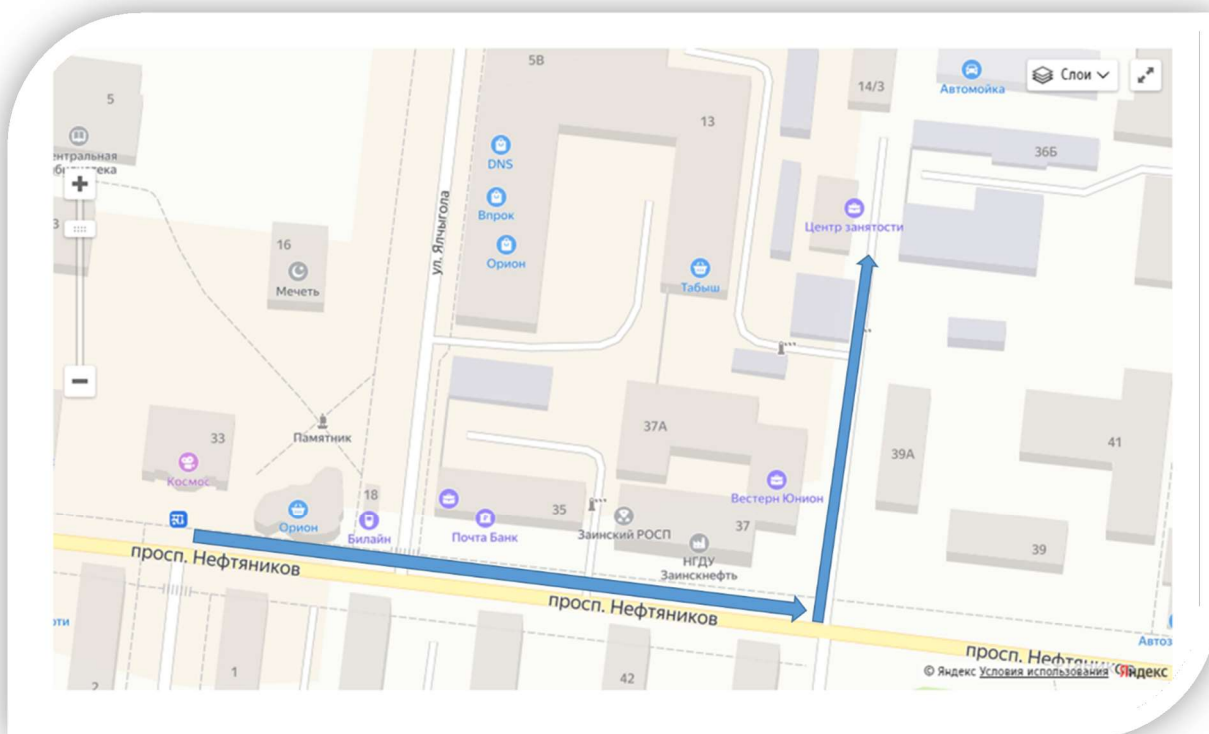 5В
14/3
Слои
Автомойка
5
13
36Б
DNS
Впрок
Орион
ул. Ялчыгола
Центр занятости
16
Мечеть
Табыш
Памятник
33
Космос
37А
39А
41
Вестерн Юнион
18
Орион
Билайн
35
Почта Банк
Заинский РОСП
37
НГДУ
Заинскнефть
39
просп. Нефтяников
просп. Нефтяников
просп. Нефтяников
1
2
42
© Яндекс Условия использования Яндекс